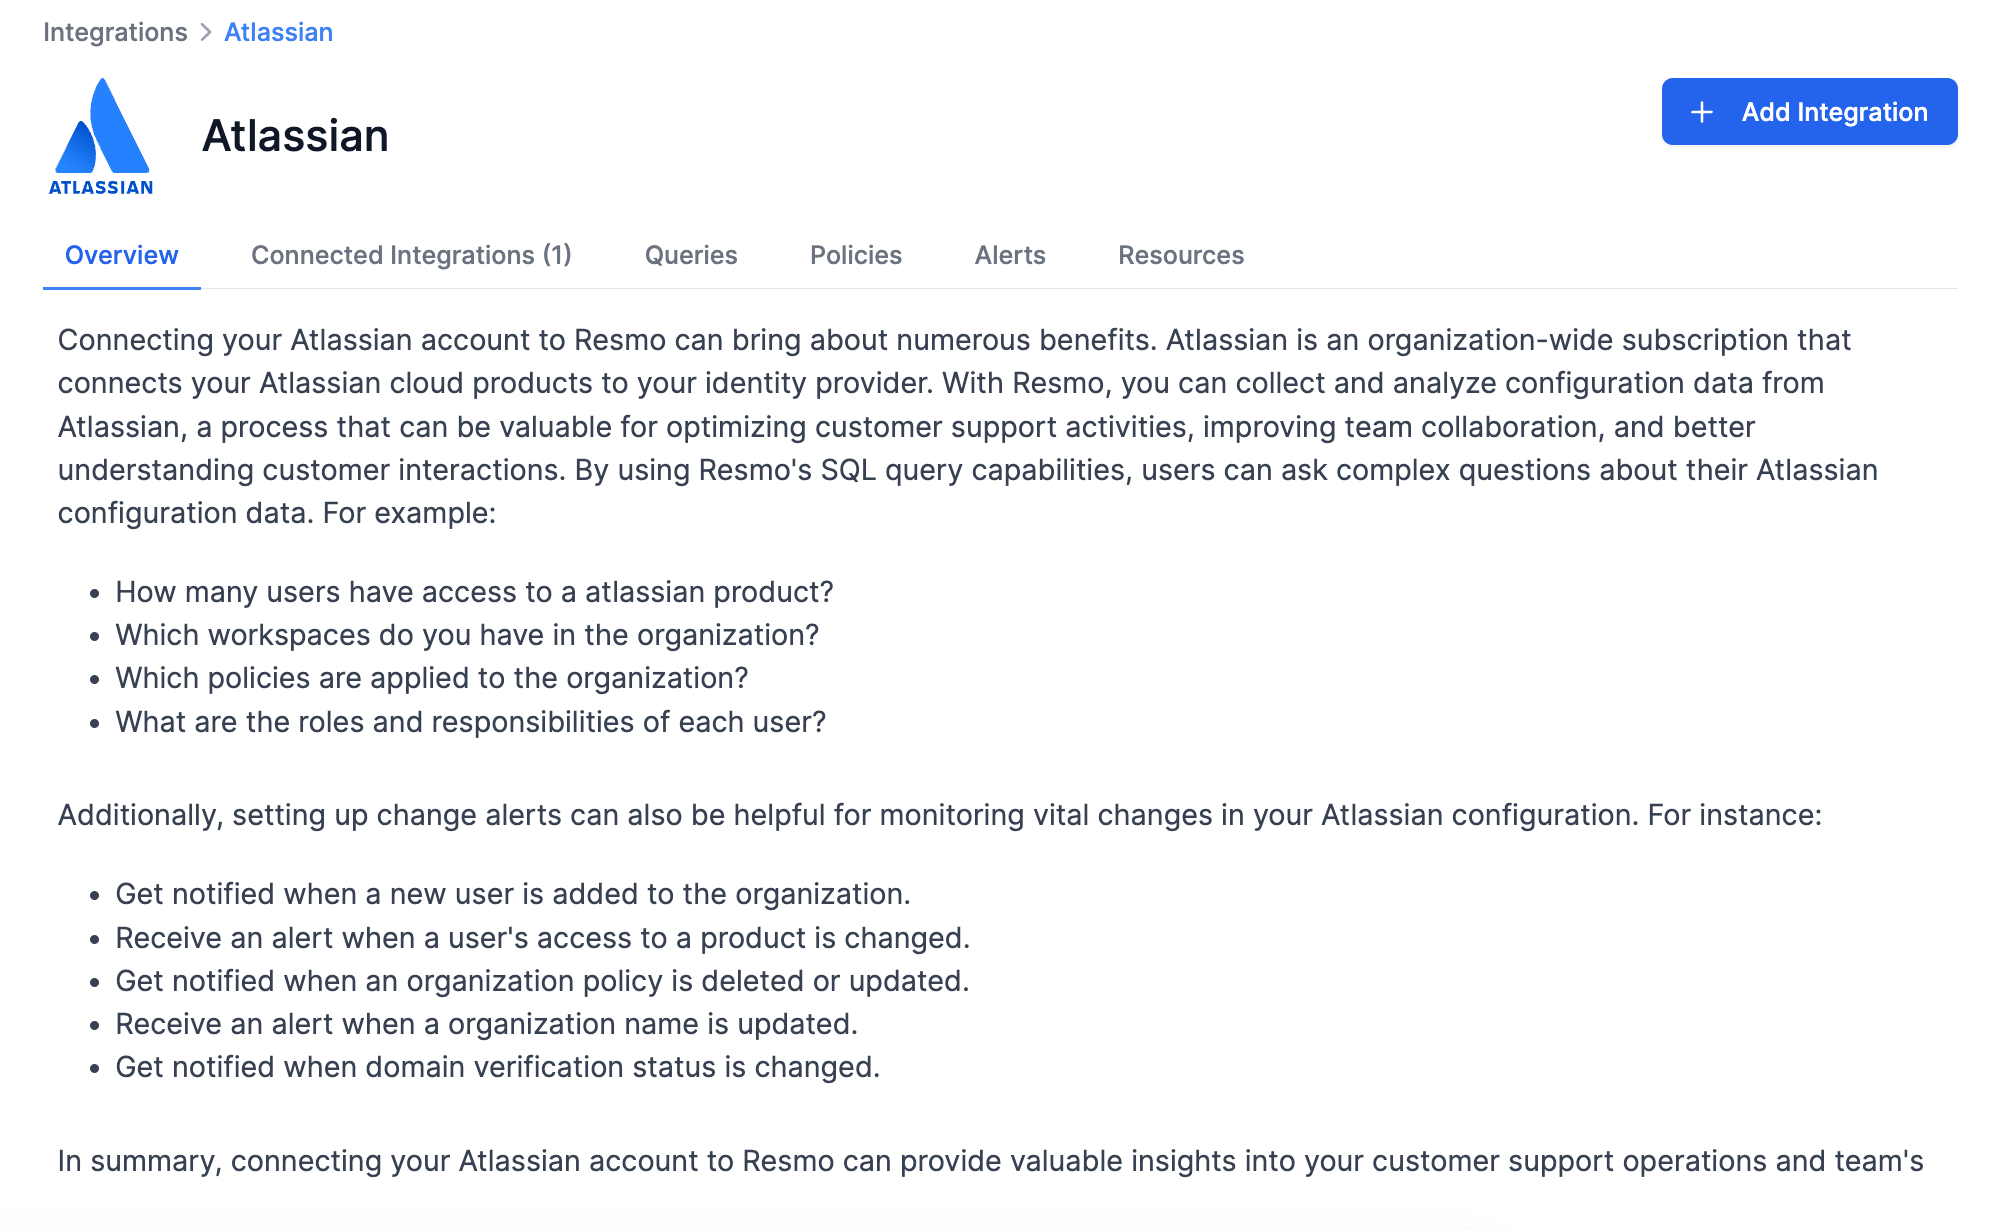 Integrations > Atlassian
ATLASSIAN
Atlassian
+ Add Integration
Overview Connected Integrations (1) Queries Policies Alerts Resources
Connecting your Atlassian account to Resmo can bring about numerous benefits. Atlassian is an organization-wide subscription that
connects your Atlassian cloud products to your identity provider. With Resmo, you can collect and analyze configuration data from
Atlassian, a process that can be valuable for optimizing customer support activities, improving team collaboration, and better
understanding customer interactions. By using Resmo's SQL query capabilities, users can ask complex questions about their Atlassian
configuration data. For example:
• How many users have access to a atlassian product?
• Which workspaces do you have in the organization?
• Which policies are applied to the organization?
• What are the roles and responsibilities of each user?
Additionally, setting up change alerts can also be helpful for monitoring vital changes in your Atlassian configuration. For instance:
• Get notified when a new user is added to the organization.
• Receive an alert when a user's access to a product is changed.
• Get notified when an organization policy is deleted or updated.
• Receive an alert when a organization name is updated.
• Get notified when domain verification status is changed.
In summary, connecting your Atlassian account to Resmo can provide valuable insights into your customer support operations and team's